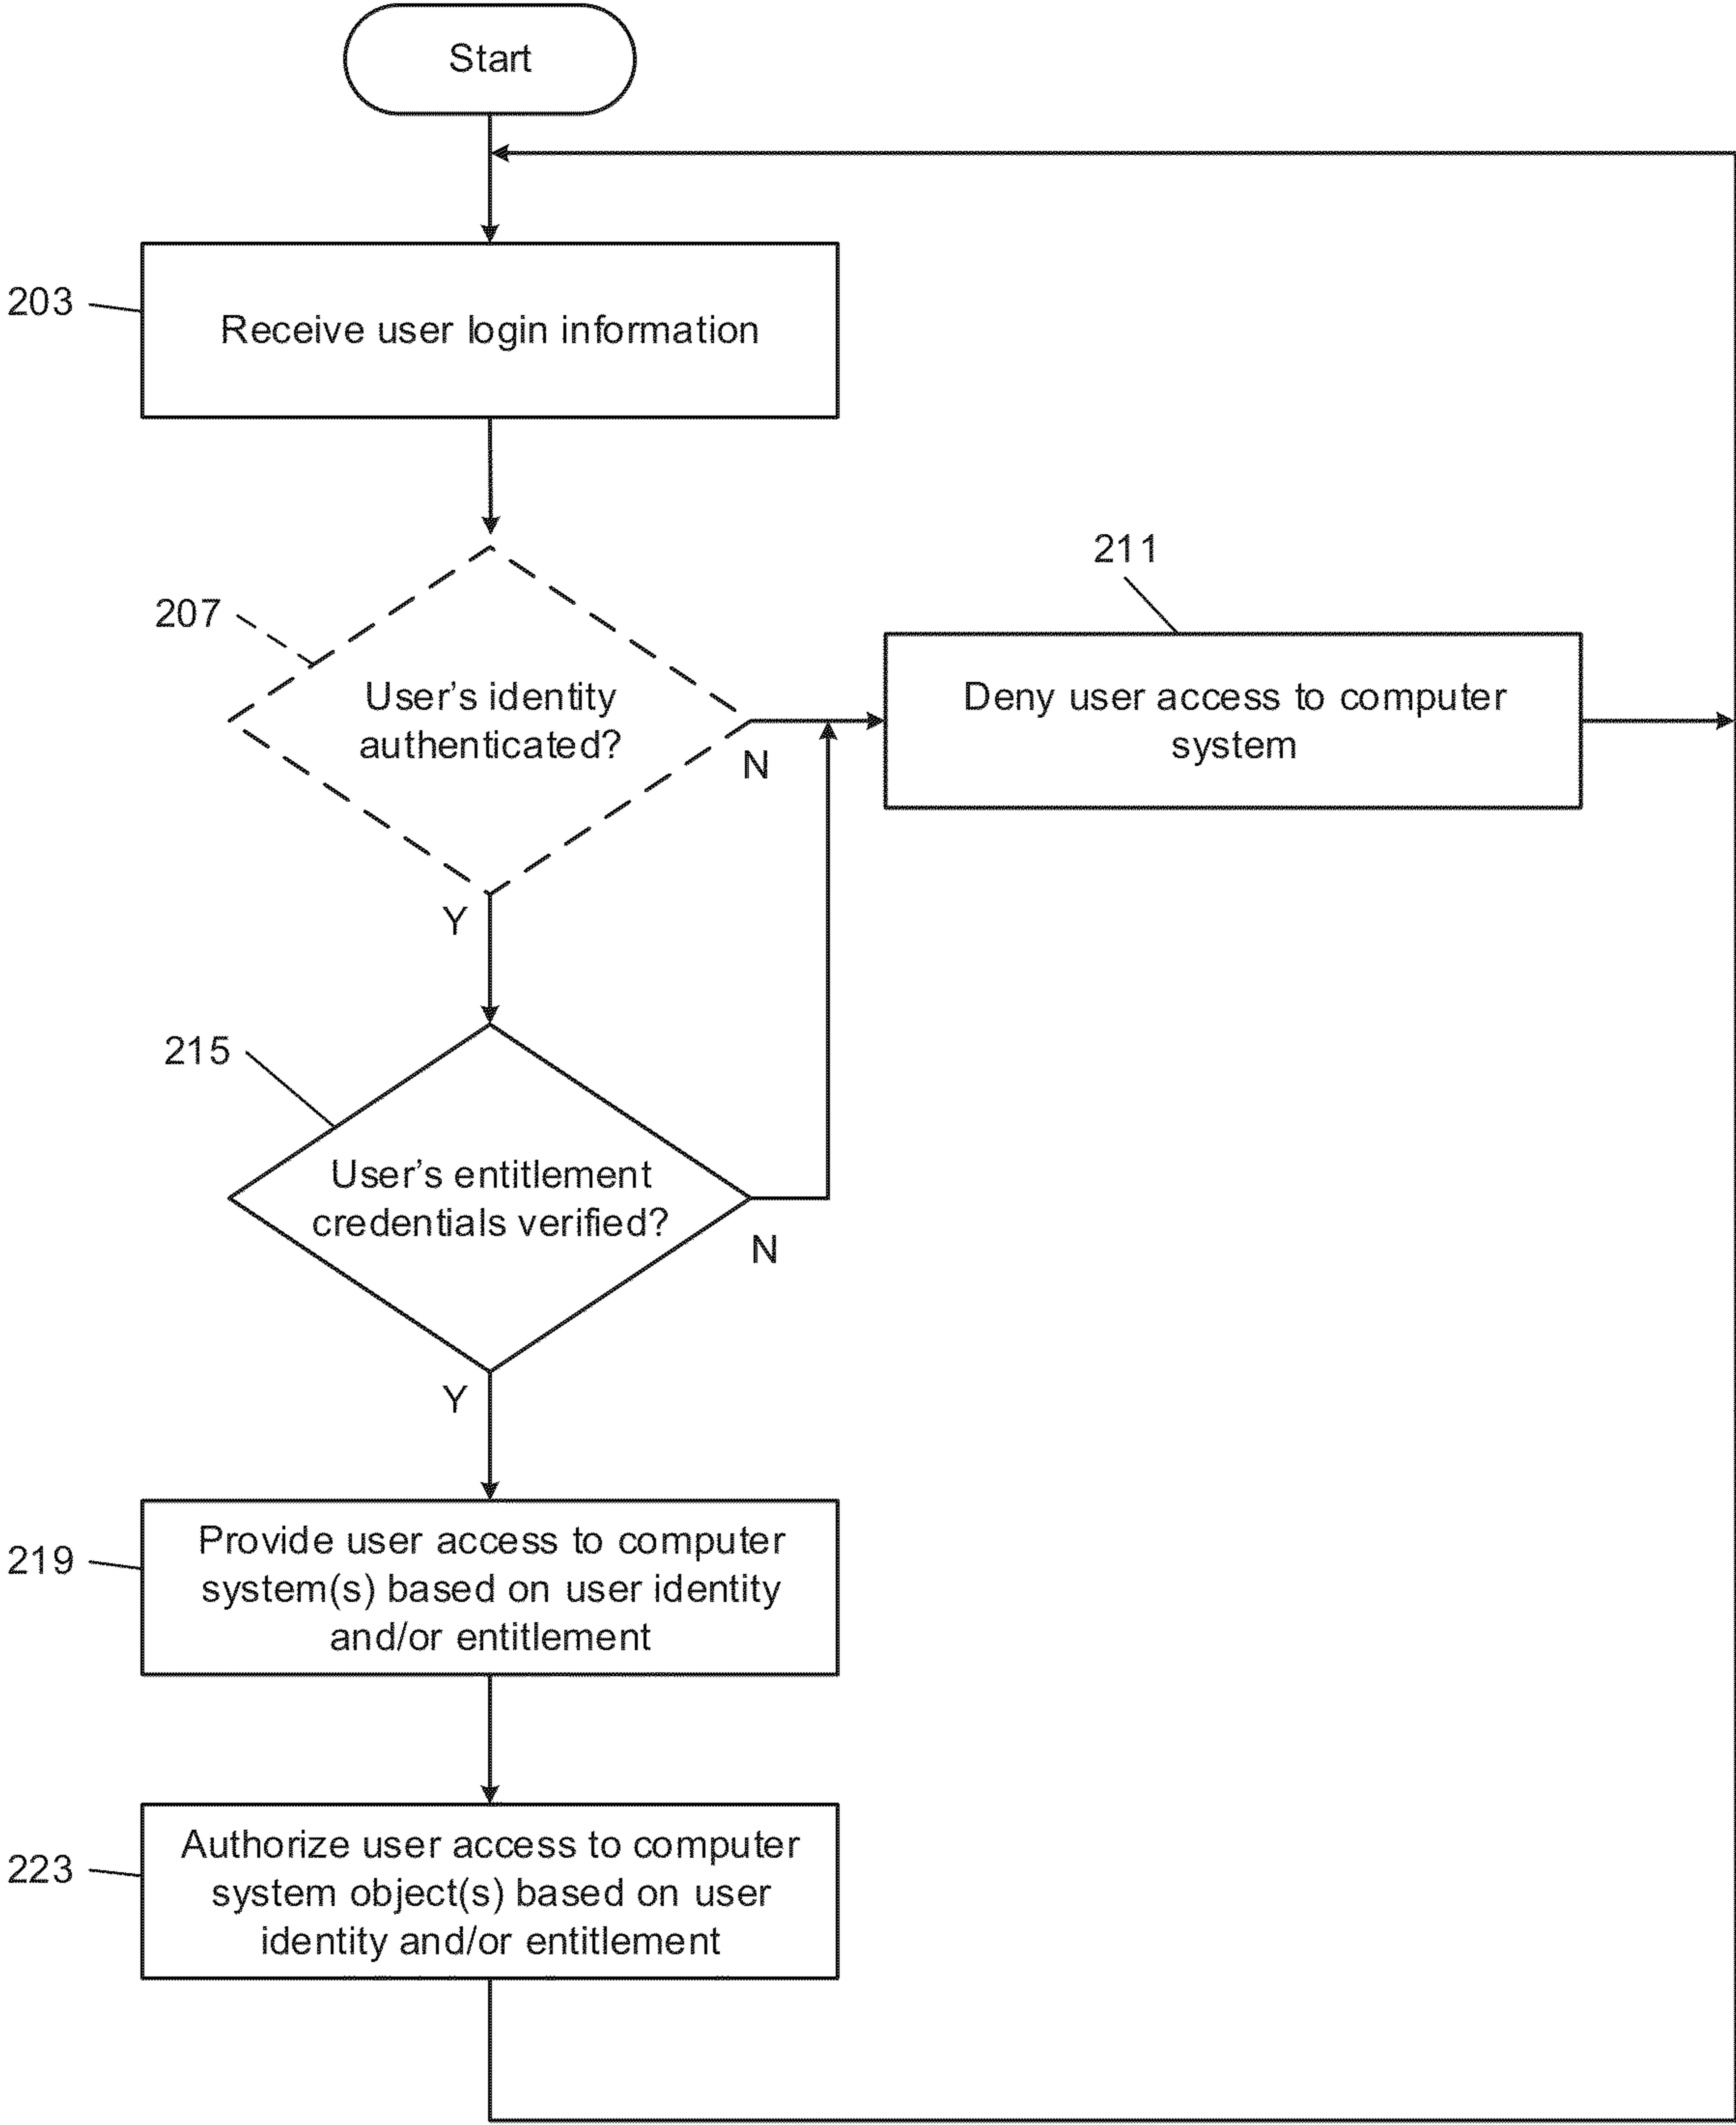 Start
203
Receive user login information
207
User’s identity
authenticated?
N
Y
211
Deny user access to computer
system
215
User’s entitlement
credentials verified?
N
Y
219
Provide user access to computer
system(s) based on user identity
and/or entitlement
223
Authorize user access to computer
system object(s) based on user
identity and/or entitlement